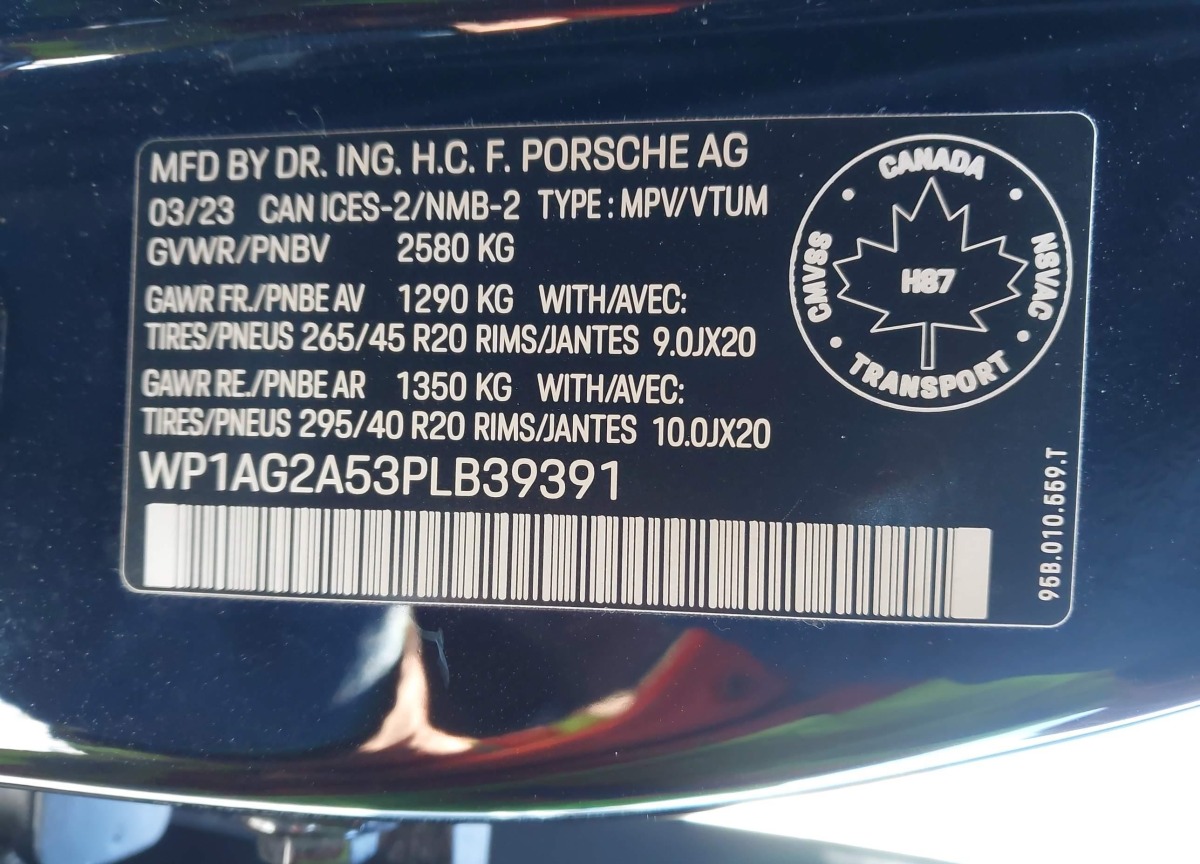 MFD BY DR. ING. H.C. F. PORSCHE AG
03/23 CAN ICES-2/NMB-2 TYPE: MPV/VTUM
GVWR/PNBV 2580 KG
GAWR FR./PNBE AV 1290 KG WITH/AVEC:
TIRES/PNEUS 265/45 R20 RIMS/JANTES 9.0JX20
GAWR RE./PNBE AR 1350 KG WITH/AVEC:
TIRES/PNEUS 295/40 R20 RIMS/JANTES 10.0JX20
WP1AG2A53PLB39391
CANADA
CMVSS
H87
NSVAC
TRANSPORT
95B.010.559.T